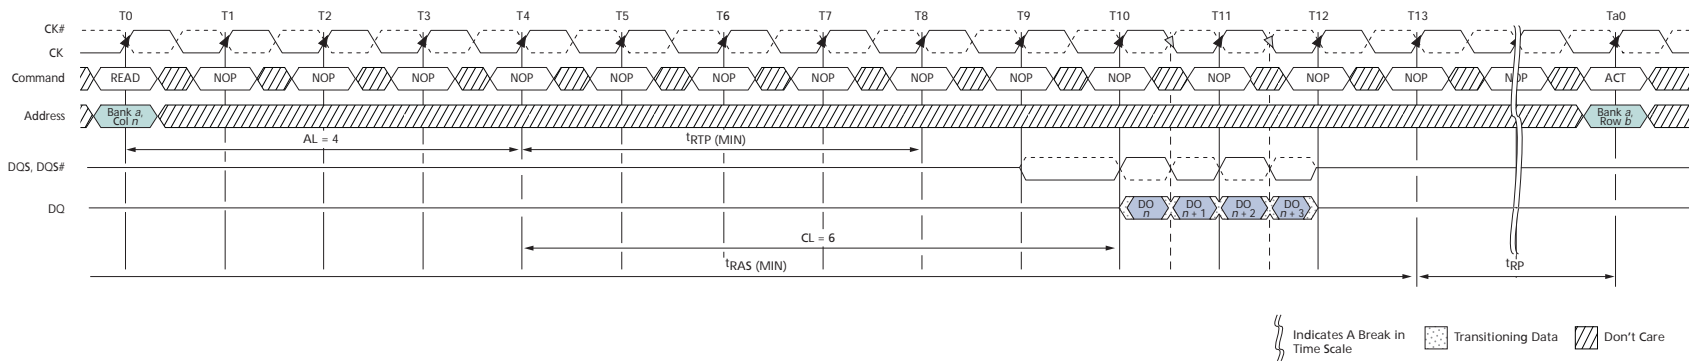 T0 T1 T2 T3 T4 T5 T6 T7 T8 T9 T10 T11 T12 T13 Ta0
CK#
CK
Command READ NOP NOP NOP NOP NOP NOP NOP NOP NOP NOP NOP NOP NOP NOP ACT
Address Bank a, Col n Bank a, Row b
AL = 4 tRTP (MIN)
DQS, DQS#
DQ DO n DO n + 1 DO n + 2 DO n + 3
CL = 6
tRAS (MIN) tRP
Indicates A Break in
Time Scale
Transitioning Data
Don't Care